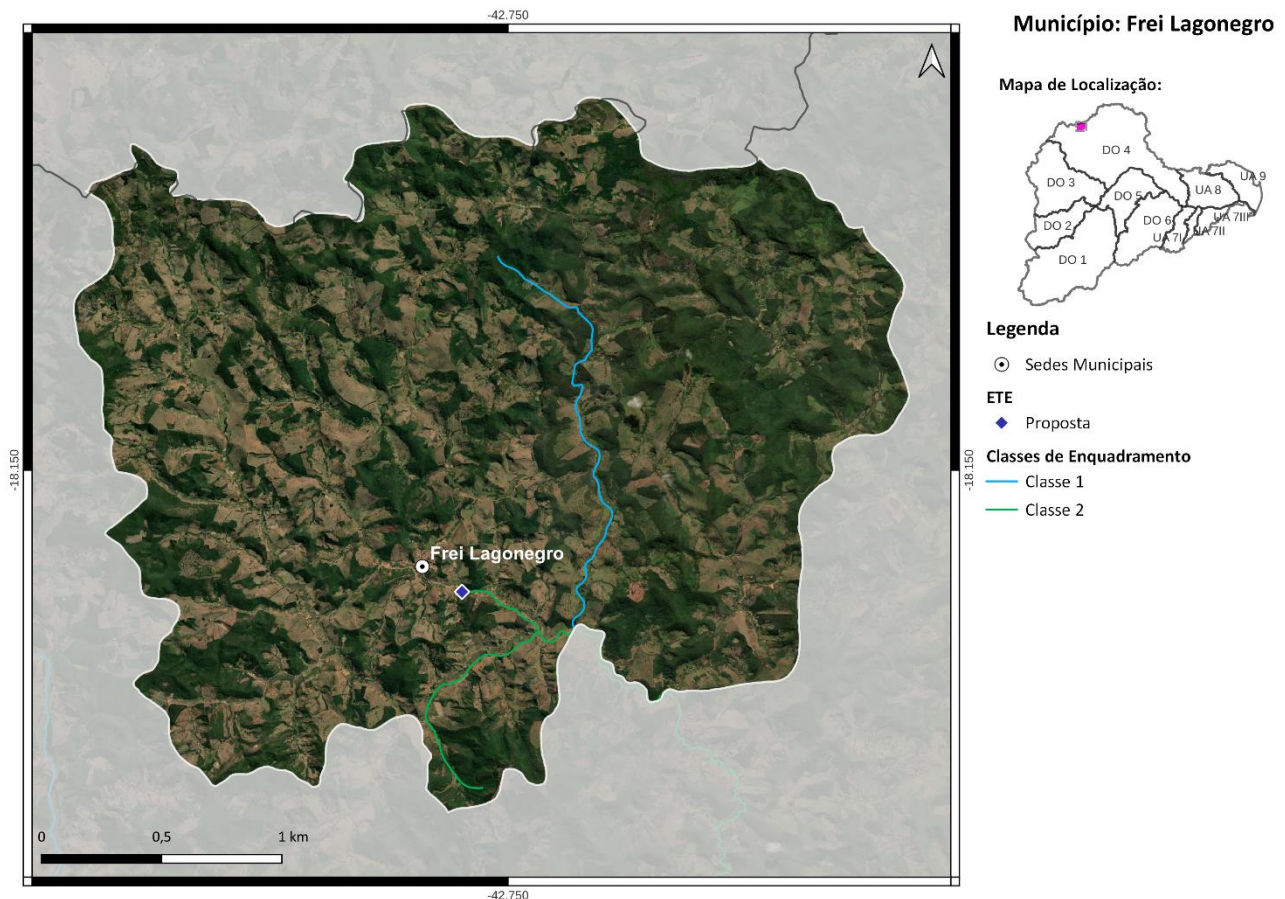 Município: Frei Lagonegro
-42.750
Mapa de Localização:
DO 4
DO 3
DO 5
UA 8
UA 9
DO 2
DO 6
UA 7III
UA 7I
UA 7II
DO 1
Legenda
Sedes Municipais
ETE
Proposta
Classes de Enquadramento
Classe 1
Classe 2
-18.150
-18.150
Frei Lagonegro
0 0,5 1 km
-42.750